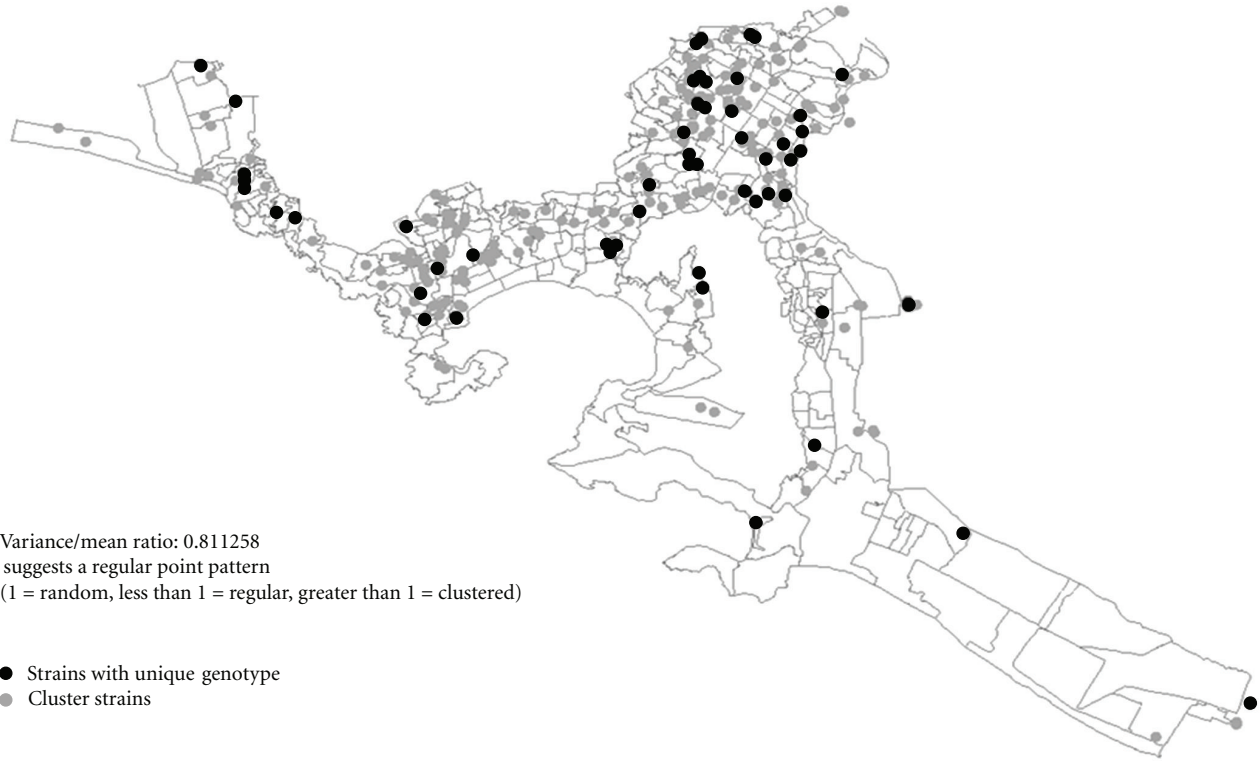 Variance/mean ratio: 0.811258
suggests a regular point pattern
(1 = random, less than 1 = regular, greater than 1 = clustered)
Strains with unique genotype
Cluster strains